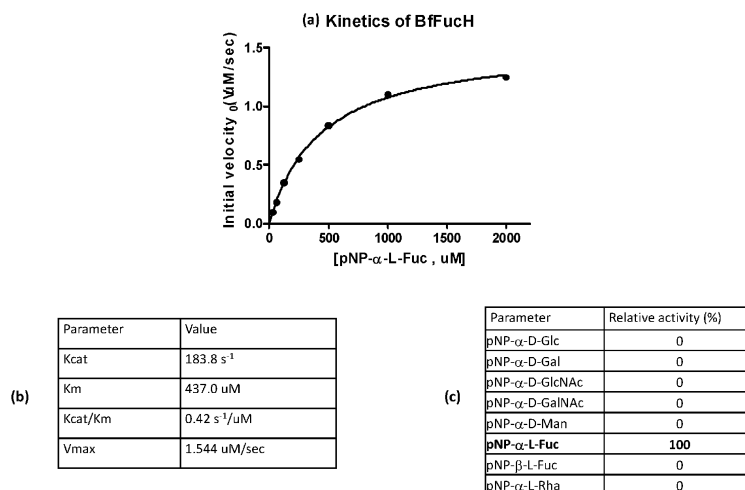 (a) Kinetics of BfFucH
1.5
1.0
0.5
0.0
0 500 1000 1500 2000
[pNP-α-L-Fuc , uM]
(b)
Parameter Value
Kcat 183.8 s⁻¹
Km 437.0 uM
Kcat/Km 0.42 s⁻¹/uM
Vmax 1.544 uM/sec
(c)
Parameter Relative activity (%)
pNP-α-D-Glc 0
pNP-α-D-Gal 0
pNP-α-D-GlcNAc 0
pNP-α-D-GalNAc 0
pNP-α-D-Man 0
pNP-α-L-Fuc 100
pNP-β-L-Fuc 0
pNP-α-L-Rha 0
Initial velocity